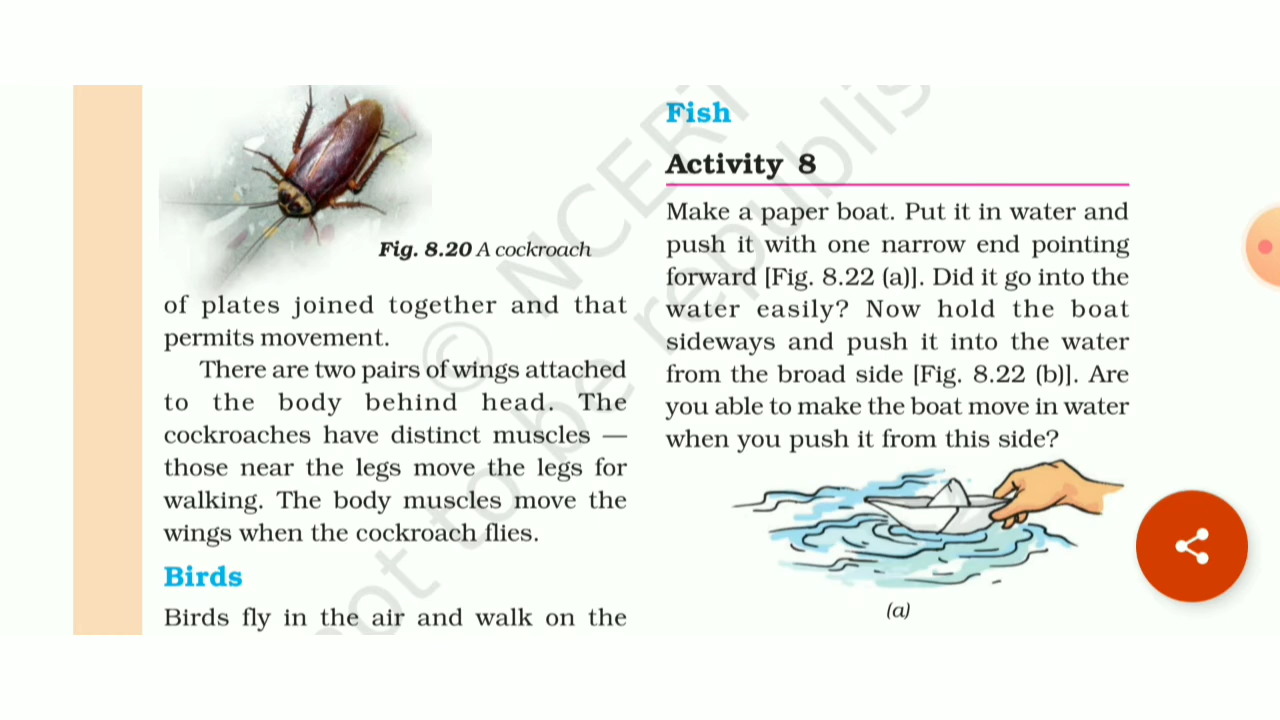 Fig. 8.20 A cockroach
of plates joined together and that
permits movement.
There are two pairs of wings attached
to the body behind head. The
cockroaches have distinct muscles —
those near the legs move the legs for
walking. The body muscles move the
wings when the cockroach flies.
Birds
Birds fly in the air and walk on the
Fish
Activity 8
Make a paper boat. Put it in water and
push it with one narrow end pointing
forward [Fig. 8.22 (a)]. Did it go into the
water easily? Now hold the boat
sideways and push it into the water
from the broad side [Fig. 8.22 (b)]. Are
you able to make the boat move in water
when you push it from this side?
(a)
© NCERT
not to be republis